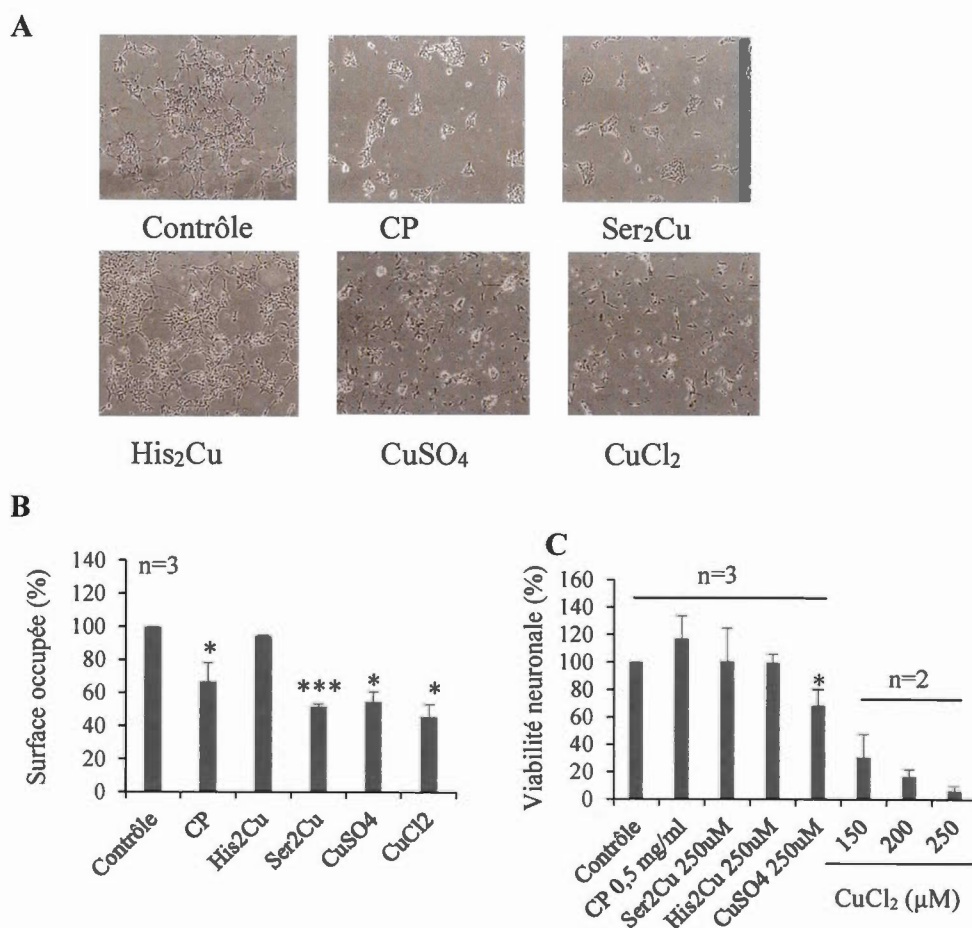 A
Contrôle
CP
Ser₂Cu
His₂Cu
CuSO₄
CuCl₂
B
Surface occupée (%)
140
120
100
80
60
40
20
0
n=3
*
***
*
*
Contrôle
CP
His2Cu
Ser2Cu
CuSO4
CuCl2
C
Viabilité neuronale (%)
160
140
120
100
80
60
40
20
0
n=3
n=2
*
Contrôle
CP 0,5 mg/ml
Ser2Cu 250uM
His2Cu 250uM
CuSO4 250uM
150
200
250
CuCl₂ (µM)